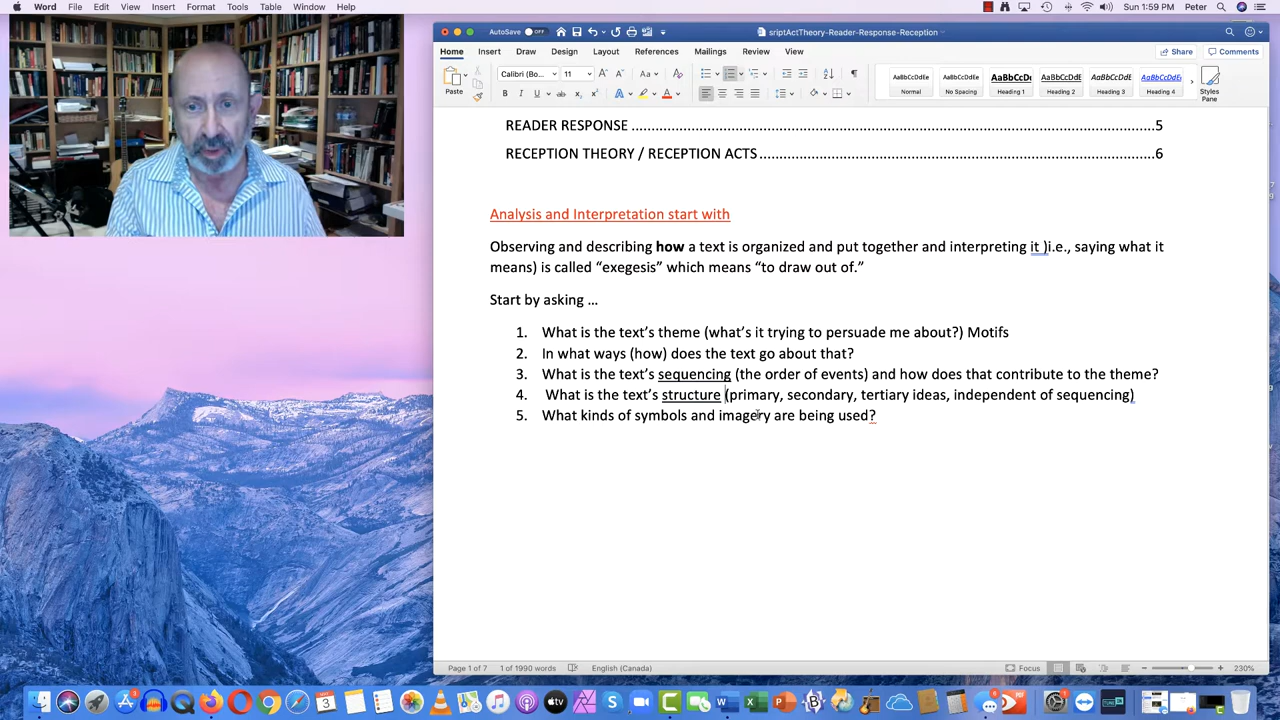 Word File Edit View Insert Format Tools Table Window Help Sun 1:59 PM Peter
AutoSave OFF sriptActTheory-Reader-Response-Reception
Home Insert Draw Design Layout References Mailings Review View Share Comments
Calibri (Bo... 11
Paste
AaBbCcDdEe AaBbCcDdEe AaBbCcDc AaBbCcDdEe AaBbCcDdEe AaBbCcDdEe
Normal No Spacing Heading 1 Heading 2 Heading 3 Heading 4 Styles
Pane
READER RESPONSE ........ 5
RECEPTION THEORY / RECEPTION ACTS ........ 6
Analysis and Interpretation start with
Observing and describing how a text is organized and put together and interpreting it )i.e., saying what it
means) is called “exegesis” which means “to draw out of.”
Start by asking ...
1. What is the text’s theme (what’s it trying to persuade me about?) Motifs
2. In what ways (how) does the text go about that?
3. What is the text’s sequencing (the order of events) and how does that contribute to the theme?
4. What is the text’s structure (primary, secondary, tertiary ideas, independent of sequencing)
5. What kinds of symbols and imagery are being used?
Page 1 of 7 1 of 1990 words English (Canada) Focus 230%